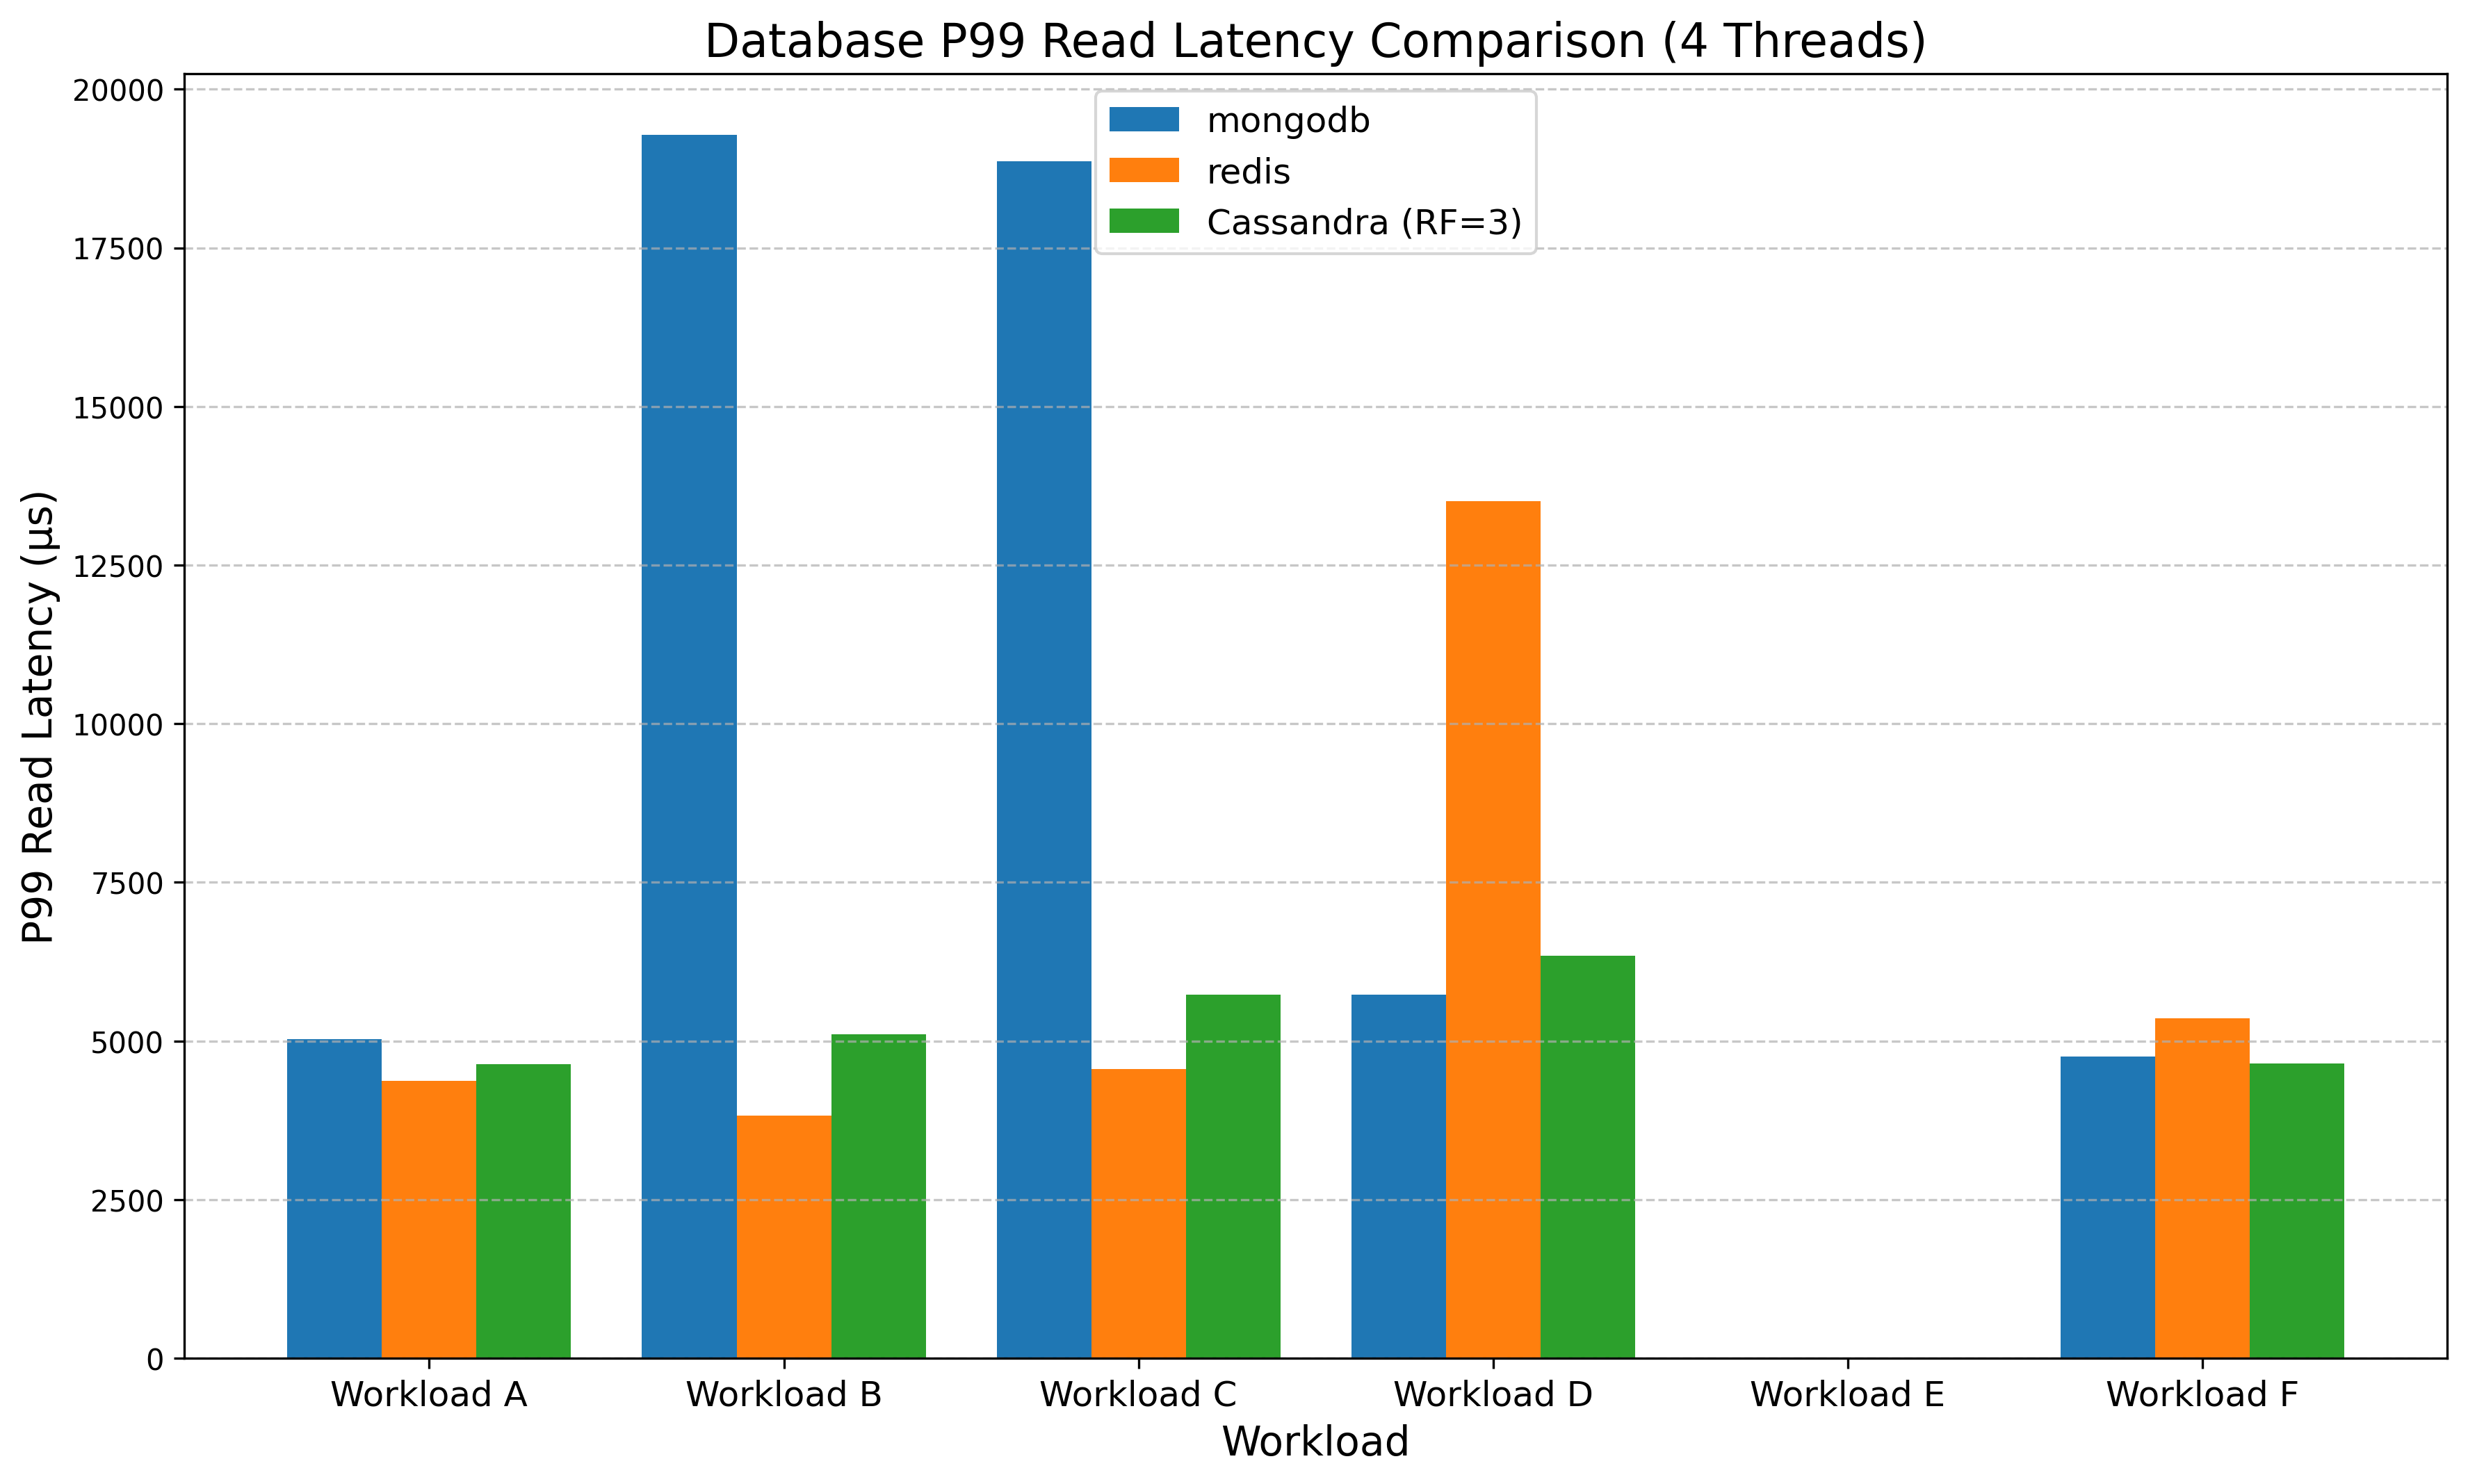 Database P99 Read Latency Comparison (4 Threads)
20000
17500
15000
12500
10000
7500
5000
2500
0
P99 Read Latency (µs)
mongodb
redis
Cassandra (RF=3)
Workload A
Workload B
Workload C
Workload D
Workload E
Workload F
Workload